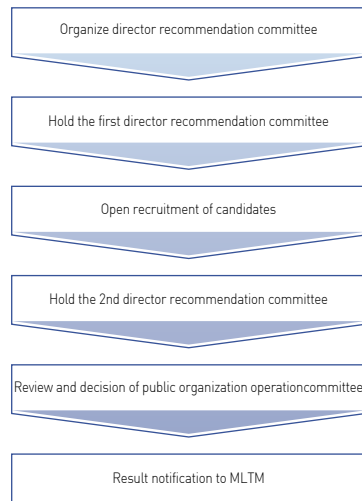 Organize director recommendation committee
Hold the first director recommendation committee
Open recruitment of candidates
Hold the 2nd director recommendation committee
Review and decision of public organization operationcommittee
Result notification to MLTM